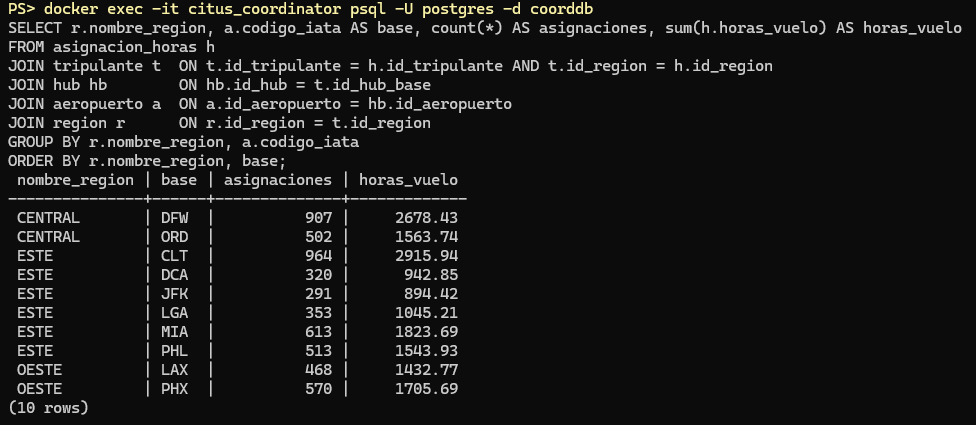 PS> docker exec -it citus_coordinator psql -U postgres -d coorddb
SELECT r.nombre_region, a.codigo_iata AS base, count(*) AS asignaciones, sum(h.horas_vuelo) AS horas_vuelo
FROM asignacion_horas h
JOIN tripulante t  ON t.id_tripulante = h.id_tripulante AND t.id_region = h.id_region
JOIN hub hb        ON hb.id_hub = t.id_hub_base
JOIN aeropuerto a  ON a.id_aeropuerto = hb.id_aeropuerto
JOIN region r      ON r.id_region = t.id_region
GROUP BY r.nombre_region, a.codigo_iata
ORDER BY r.nombre_region, base;
 nombre_region | base | asignaciones | horas_vuelo
---------------+------+--------------+-------------
 CENTRAL       | DFW  |          907 |     2678.43
 CENTRAL       | ORD  |          502 |     1563.74
 ESTE          | CLT  |          964 |     2915.94
 ESTE          | DCA  |          320 |      942.85
 ESTE          | JFK  |          291 |      894.42
 ESTE          | LGA  |          353 |     1045.21
 ESTE          | MIA  |          613 |     1823.69
 ESTE          | PHL  |          513 |     1543.93
 OESTE         | LAX  |          468 |     1432.77
 OESTE         | PHX  |          570 |     1705.69
(10 rows)